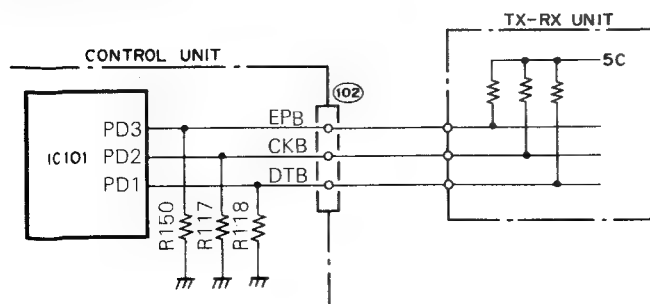 TX-RX UNIT
CONTROL UNIT
5C
102
IC101
PD3
EPB
PD2
CKB
PD1
DTB
R150
R117
R118